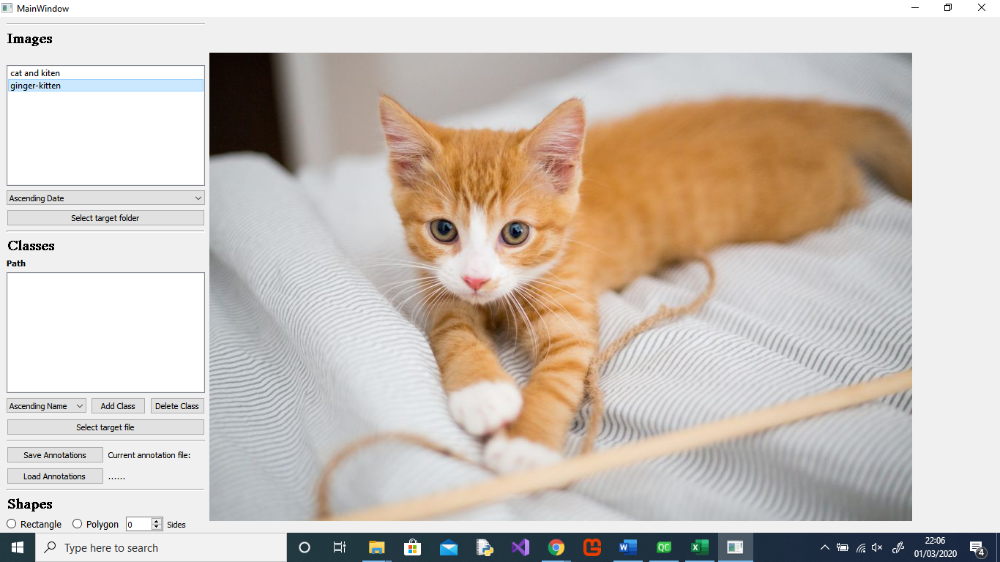 MainWindow
Images
cat and kiten
ginger-kitten
Ascending Date
Select target folder
Classes
Path
Ascending Name Add Class Delete Class
Select target file
Save Annotations Current annotation file:
Load Annotations ......
Shapes
Rectangle Polygon 0 Sides
Type here to search
QC
22:06
01/03/2020
4